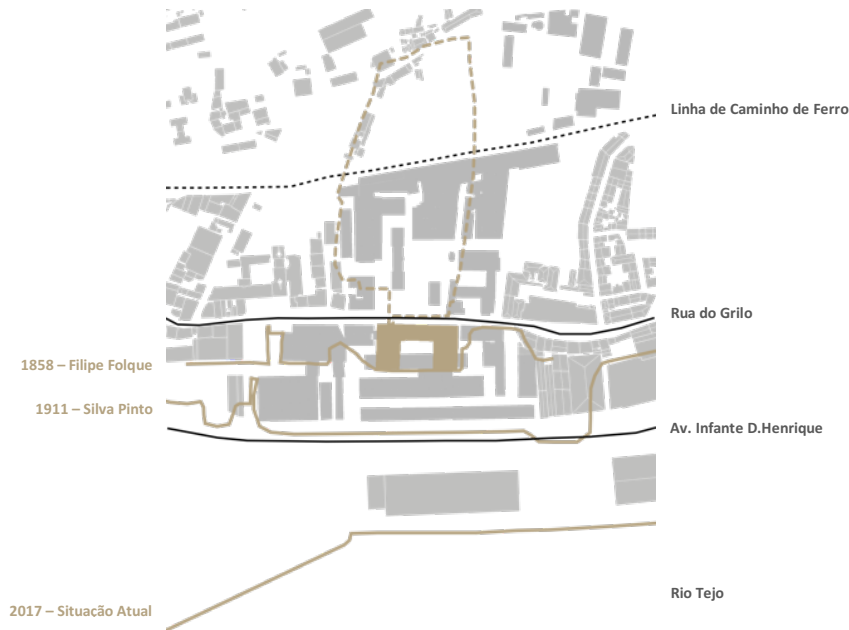 Linha de Caminho de Ferro
Rua do Grilo
1858 – Filipe Folque
1911 – Silva Pinto
Av. Infante D.Henrique
Rio Tejo
2017 – Situação Atual